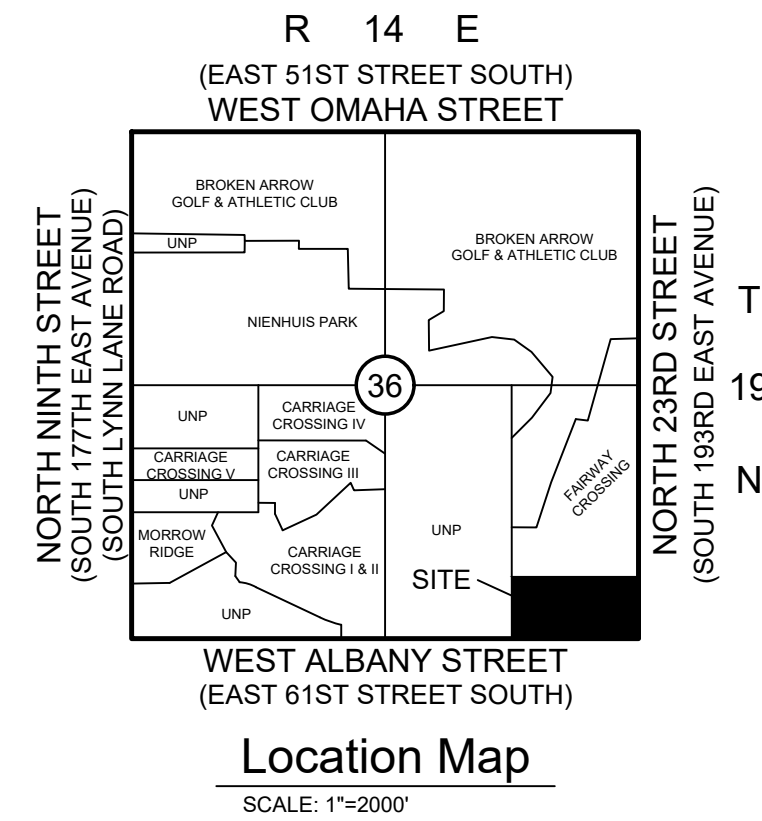 R 14 E
(EAST 51ST STREET SOUTH)
WEST OMAHA STREET
NORTH NINTH STREET
(SOUTH 177TH EAST AVENUE)
(SOUTH LYNN LANE ROAD)
BROKEN ARROW
GOLF & ATHLETIC CLUB
UNP
BROKEN ARROW
GOLF & ATHLETIC CLUB
NIENHUIS PARK
36
UNP
CARRIAGE
CROSSING IV
CARRIAGE
CROSSING V
CARRIAGE
CROSSING III
UNP
MORROW
RIDGE
CARRIAGE
CROSSING I & II
UNP
UNP
FAIRWAY
CROSSING
SITE
NORTH 23RD STREET
(SOUTH 193RD EAST AVENUE)
T
19
N
WEST ALBANY STREET
(EAST 61ST STREET SOUTH)
Location Map
SCALE: 1"=2000'